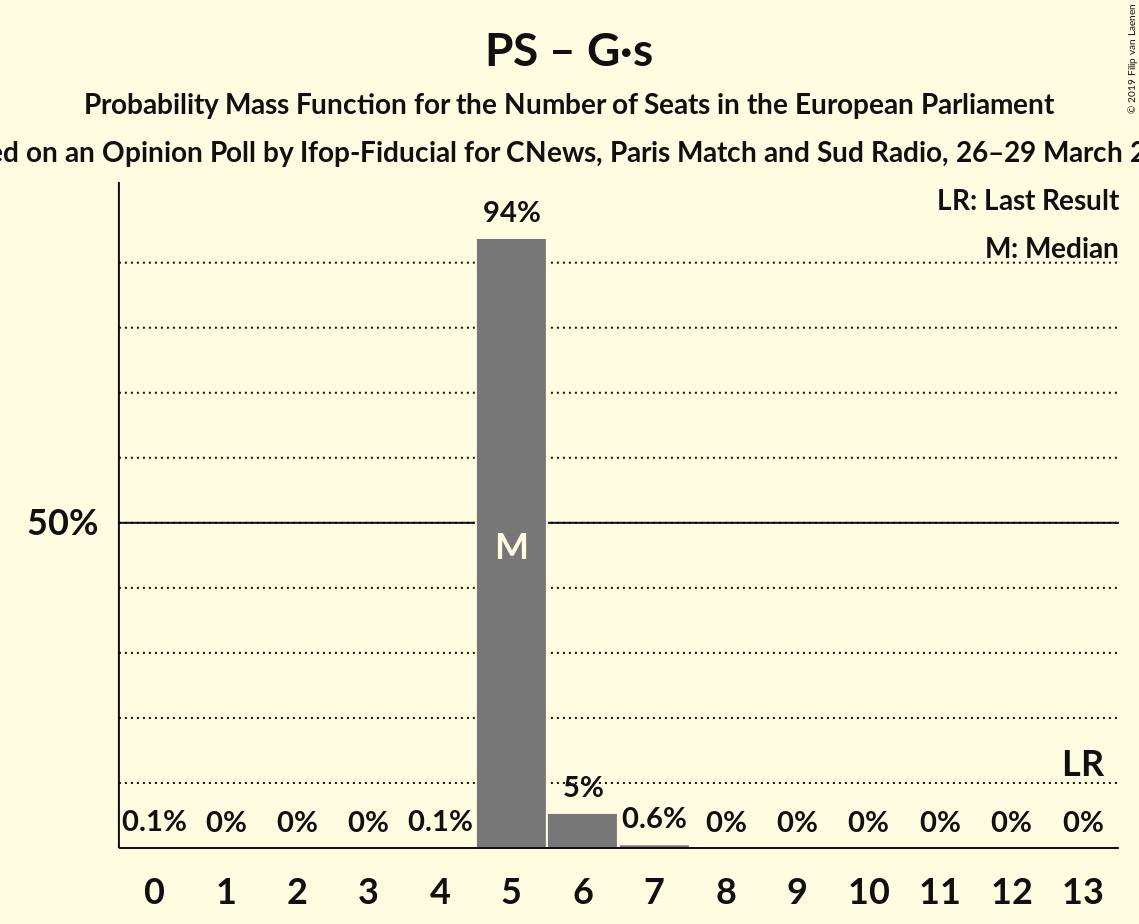 PS – G·s
Probability Mass Function for the Number of Seats in the European Parliament
on an Opinion Poll by Ifop-Fiducial for CNews, Paris Match and Sud Radio, 26–29 March
© 2019 Filip van Laenen
LR: Last Result
M: Median
94%
50%
M
LR
5%
0.1% 0% 0% 0% 0.1% 0.6% 0% 0% 0% 0% 0% 0%
0 1 2 3 4 5 6 7 8 9 10 11 12 13